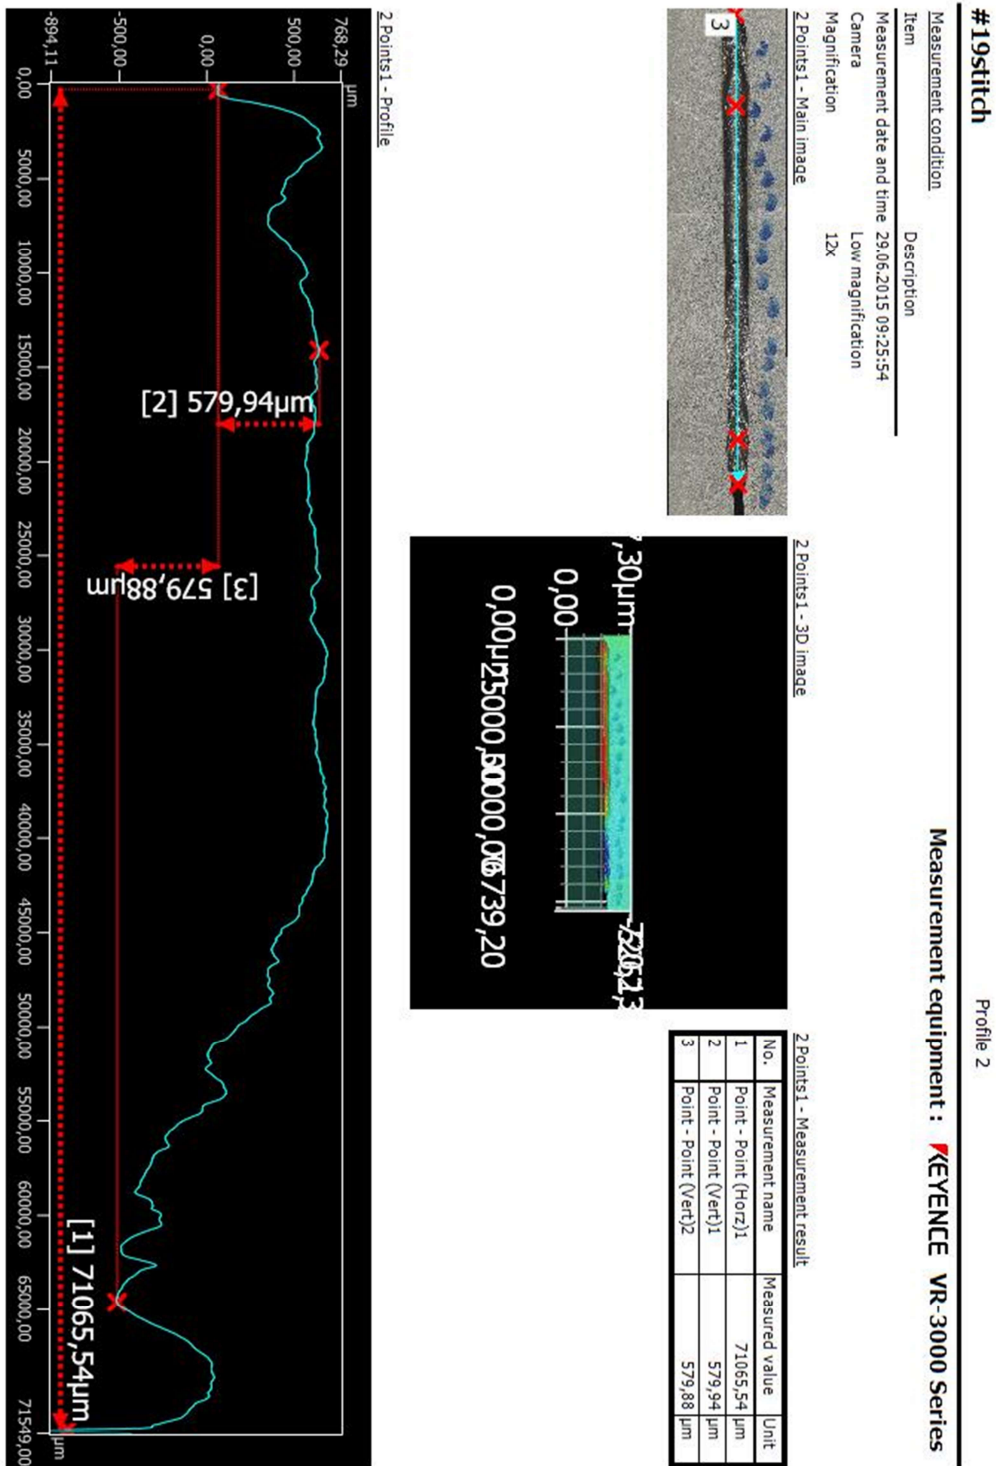 Profile 2
#19stitch
Measurement equipment : KEYENCE VR-3000 Series
Measurement condition
Item Description
Measurement date and time 29.06.2015 09:25:54
Camera Low magnification
Magnification 12x
2 Points1 - Main image
3
2 Points1 - 3D image
0,00
0,00µm
2 Points1 - Measurement result
No. Measurement name Measured value Unit
1 Point - Point (Horz)1 71065,54 µm
2 Point - Point (Vert)1 579,94 µm
3 Point - Point (Vert)2 579,88 µm
2 Points1 - Profile
µm
768,29
500,00
0,00
-500,00
-894,11
[2] 579,94µm
[3] 579,88µm
[1] 71065,54µm
0,00 5000,00 10000,00 15000,00 20000,00 25000,00 30000,00 35000,00 40000,00 45000,00 50000,00 55000,00 60000,00 65000,00 71549,00
µm